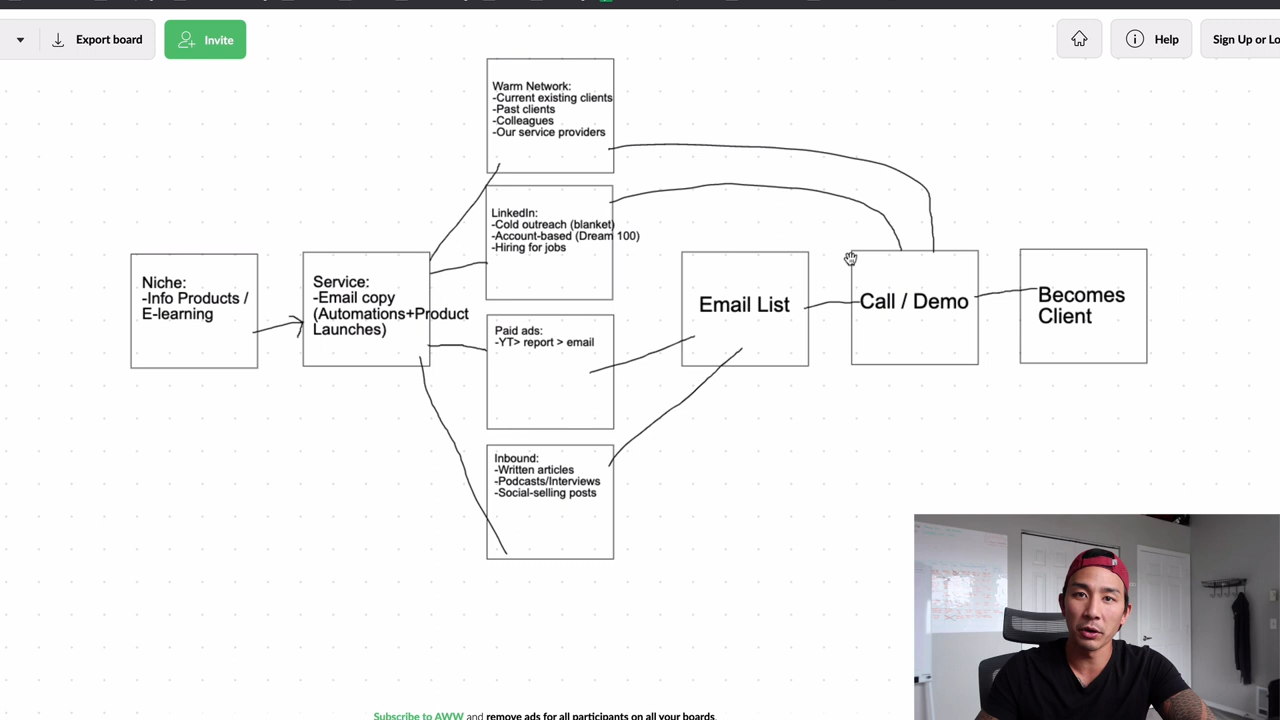 Export board
Invite
Help
Sign Up or Lo
Warm Network:
-Current existing clients
-Past clients
-Colleagues
-Our service providers
LinkedIn:
-Cold outreach (blanket)
-Account-based (Dream 100)
-Hiring for jobs
Niche:
-Info Products /
E-learning
Service:
-Email copy
(Automations+Product
Launches)
Paid ads:
-YT> report > email
Email List
Call / Demo
Becomes
Client
Inbound:
-Written articles
-Podcasts/Interviews
-Social-selling posts
Subscribe to AWW and remove ads for all participants on all your boards.